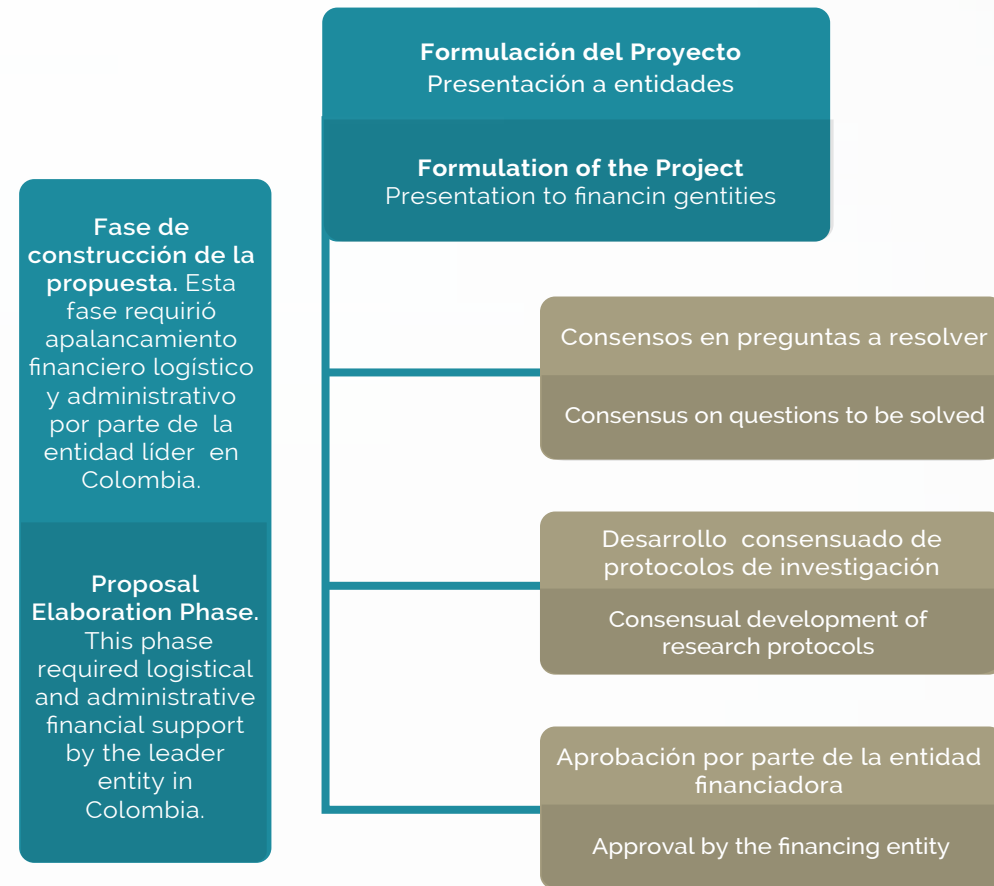 Formulación del Proyecto
Presentación a entidades
Formulation of the Project
Presentation to financin gentities
Fase de
construcción de la
propuesta. Esta
fase requirió
apalancamiento
financiero logístico
y administrativo
por parte de la
entidad líder en
Colombia.
Proposal
Elaboration Phase.
This phase
required logistical
and administrative
financial support
by the leader
entity in
Colombia.
Consensos en preguntas a resolver
Consensus on questions to be solved
Desarrollo consensuado de
protocolos de investigación
Consensual development of
research protocols
Aprobación por parte de la entidad
financiadora
Approval by the financing entity